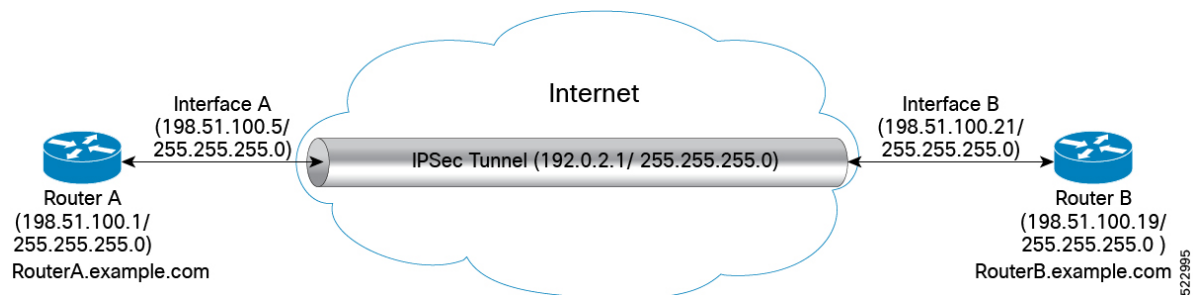 Internet
Interface A
(198.51.100.5/
255.255.255.0)
IPSec Tunnel (192.0.2.1/ 255.255.255.0)
Interface B
(198.51.100.21/
255.255.255.0)
Router A
(198.51.100.1/
255.255.255.0)
RouterA.example.com
Router B
(198.51.100.19/
255.255.255.0 )
RouterB.example.com
522995